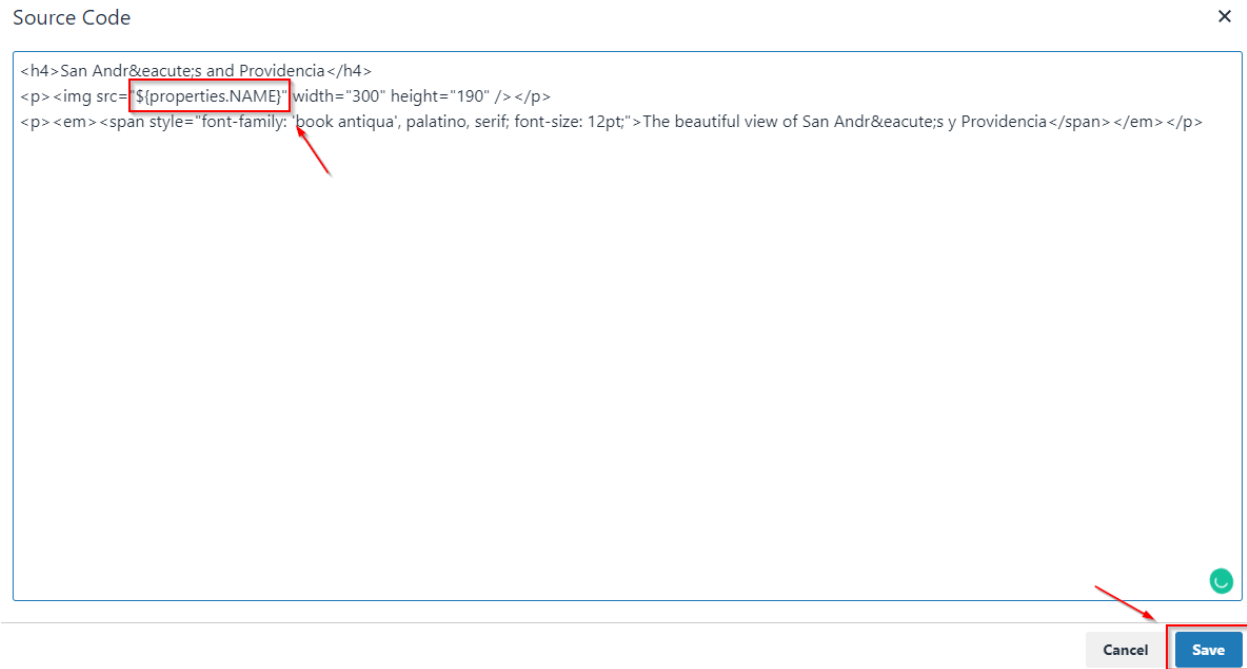 Source Code
<h4>San Andr&eacute;s and Providencia</h4>
<p><img src="${properties.NAME}" width="300" height="190" /></p>
<p><em><span style="font-family: 'book antiqua', palatino, serif; font-size: 12pt;">The beautiful view of San Andr&eacute;s y Providencia</span></em></p>
Cancel Save